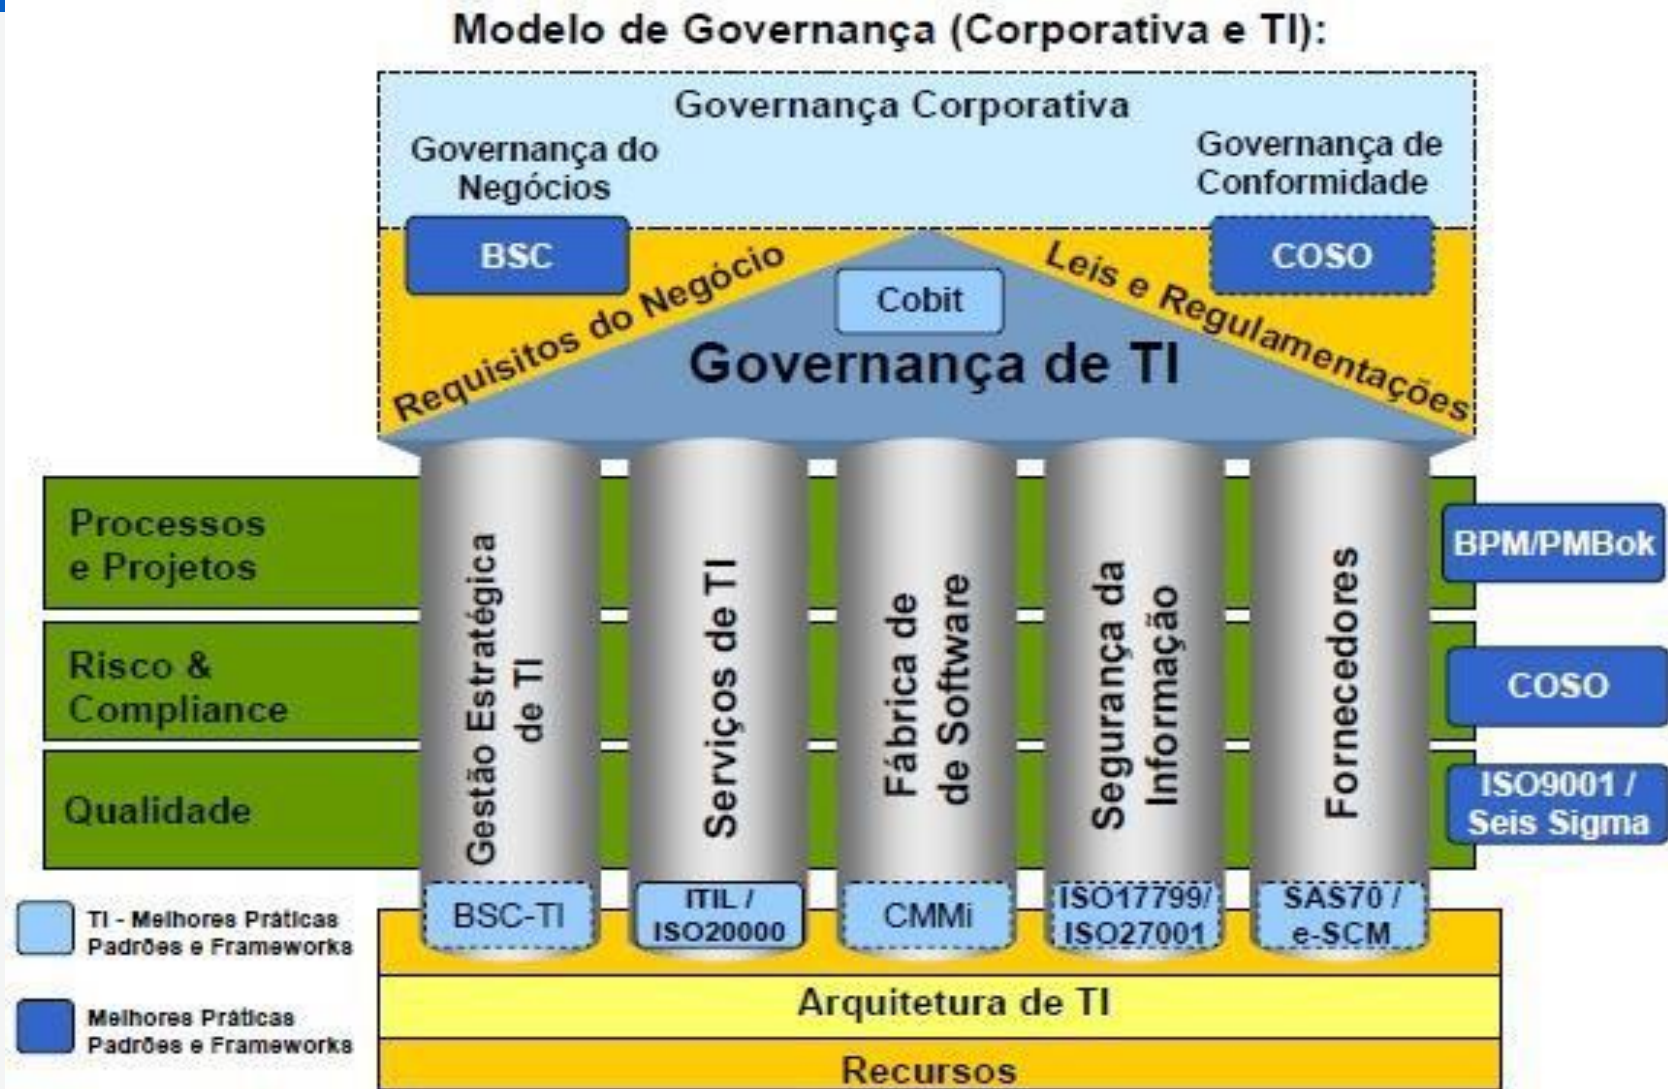 Modelo de Governança (Corporativa e TI):
Governança Corporativa
Governança do
Negócios
Governança de
Conformidade
BSC
COSO
Requisitos do Negócio
Leis e Regulamentações
Cobit
Governança de TI
Processos
e Projetos
BPM/PMBok
Risco &
Compliance
COSO
Qualidade
ISO9001 /
Seis Sigma
Gestão Estratégica
de TI
Serviços de TI
Fábrica de
de Software
Segurança da
Informação
Fornecedores
BSC-TI
ITIL /
ISO20000
CMMi
ISO17799/
ISO27001
SAS70 /
e-SCM
TI - Melhores Práticas
Padrões e Frameworks
Melhores Práticas
Padrões e Frameworks
Arquitetura de TI
Recursos